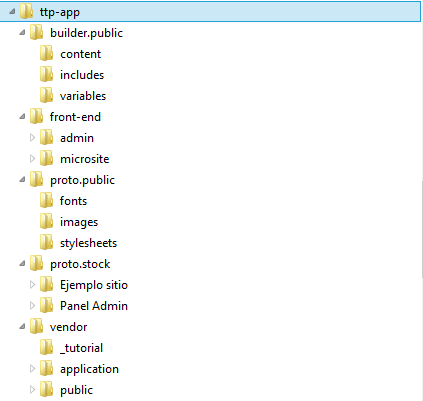 ttp-app
builder.public
content
includes
variables
front-end
admin
microsite
proto.public
fonts
images
stylesheets
proto.stock
Ejemplo sitio
Panel Admin
vendor
_tutorial
application
public